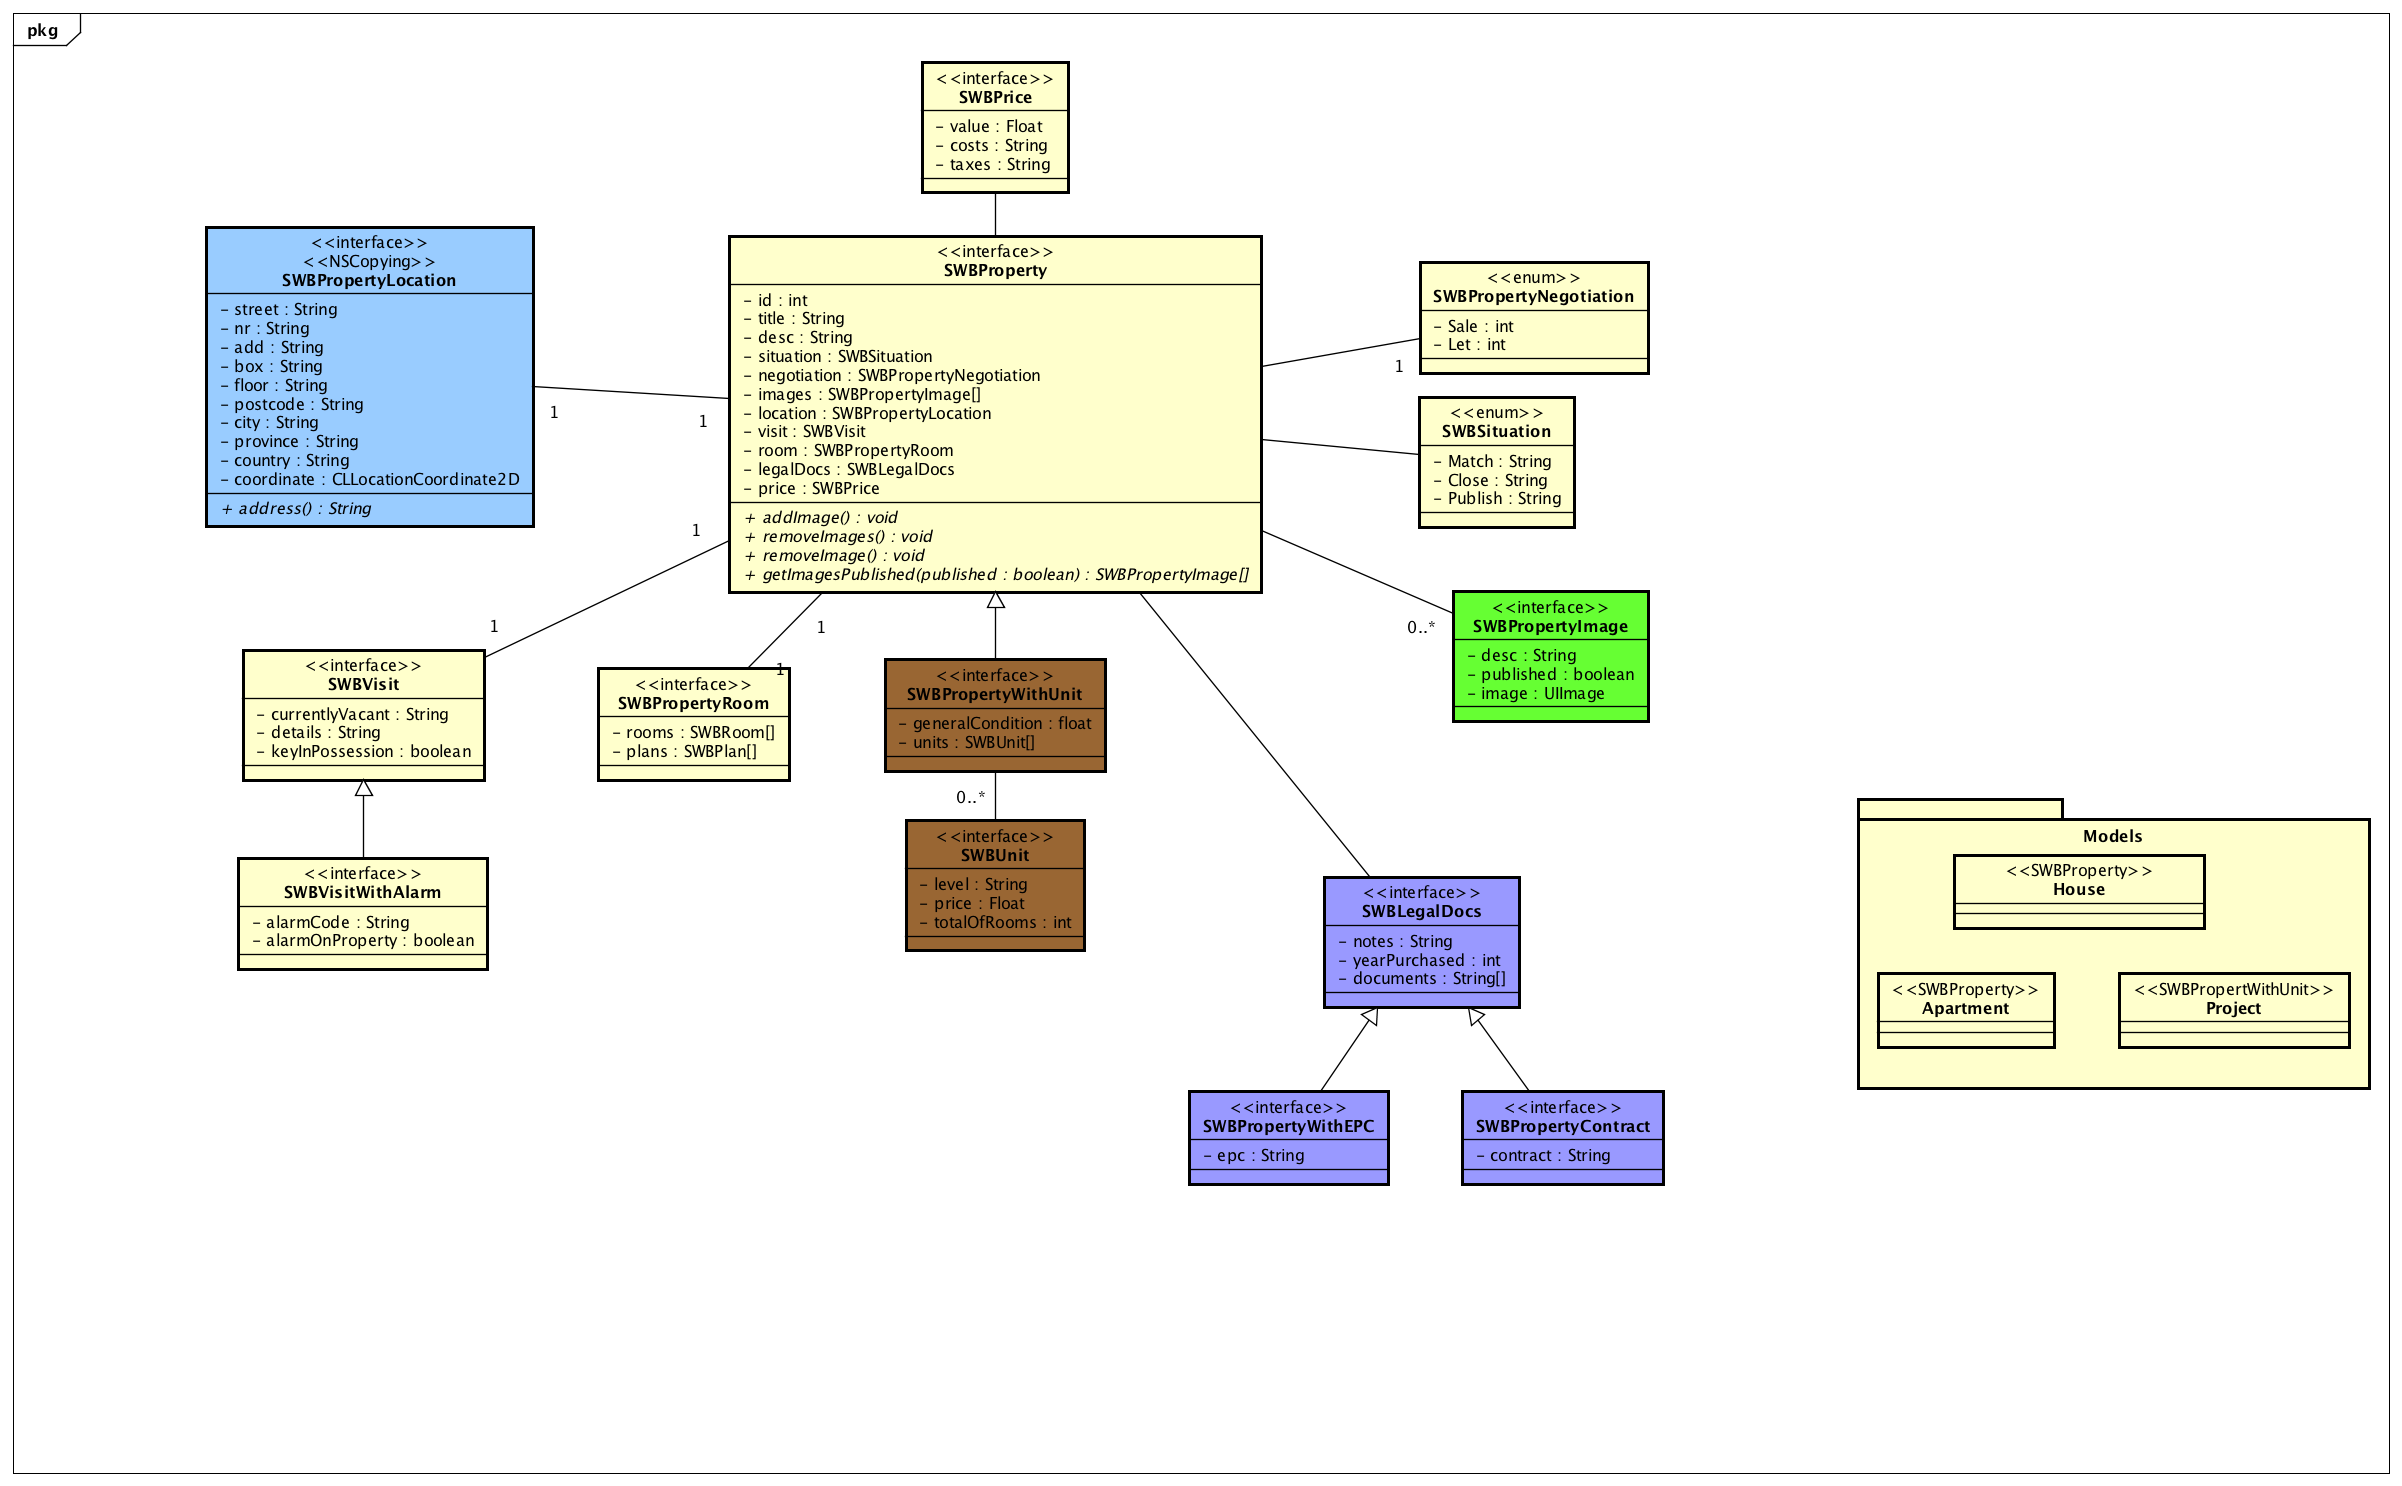 pkg
<<interface>>
SWBPrice
- value : Float
- costs : String
- taxes : String
<<interface>>
<<NSCopying>>
SWBPropertyLocation
- street : String
- nr : String
- add : String
- box : String
- floor : String
- postcode : String
- city : String
- province : String
- country : String
- coordinate : CLLocationCoordinate2D
+ address() : String
1
1
<<interface>>
SWBProperty
- id : int
- title : String
- desc : String
- situation : SWBSituation
- negotiation : SWBPropertyNegotiation
- images : SWBPropertyImage[]
- location : SWBPropertyLocation
- visit : SWBVisit
- room : SWBPropertyRoom
- legalDocs : SWBLegalDocs
- price : SWBPrice
+ addImage() : void
+ removeImages() : void
+ removeImage() : void
+ getImagesPublished(published : boolean) : SWBPropertyImage[]
<<enum>>
SWBPropertyNegotiation
- Sale : int
- Let : int
1
<<enum>>
SWBSituation
- Match : String
- Close : String
- Publish : String
1
1
<<interface>>
SWBVisit
- currentlyVacant : String
- details : String
- keyInPossession : boolean
1
1
<<interface>>
SWBPropertyRoom
- rooms : SWBRoom[]
- plans : SWBPlan[]
<<interface>>
SWBPropertyWithUnit
- generalCondition : float
- units : SWBUnit[]
0..*
<<interface>>
SWBPropertyImage
- desc : String
- published : boolean
- image : UIImage
0..*
<<interface>>
SWBUnit
- level : String
- price : Float
- totalOfRooms : int
<<interface>>
SWBVisitWithAlarm
- alarmCode : String
- alarmOnProperty : boolean
<<interface>>
SWBLegalDocs
- notes : String
- yearPurchased : int
- documents : String[]
<<interface>>
SWBPropertyWithEPC
- epc : String
<<interface>>
SWBPropertyContract
- contract : String
Models
<<SWBProperty>>
House
<<SWBProperty>>
Apartment
<<SWBPropertWithUnit>>
Project